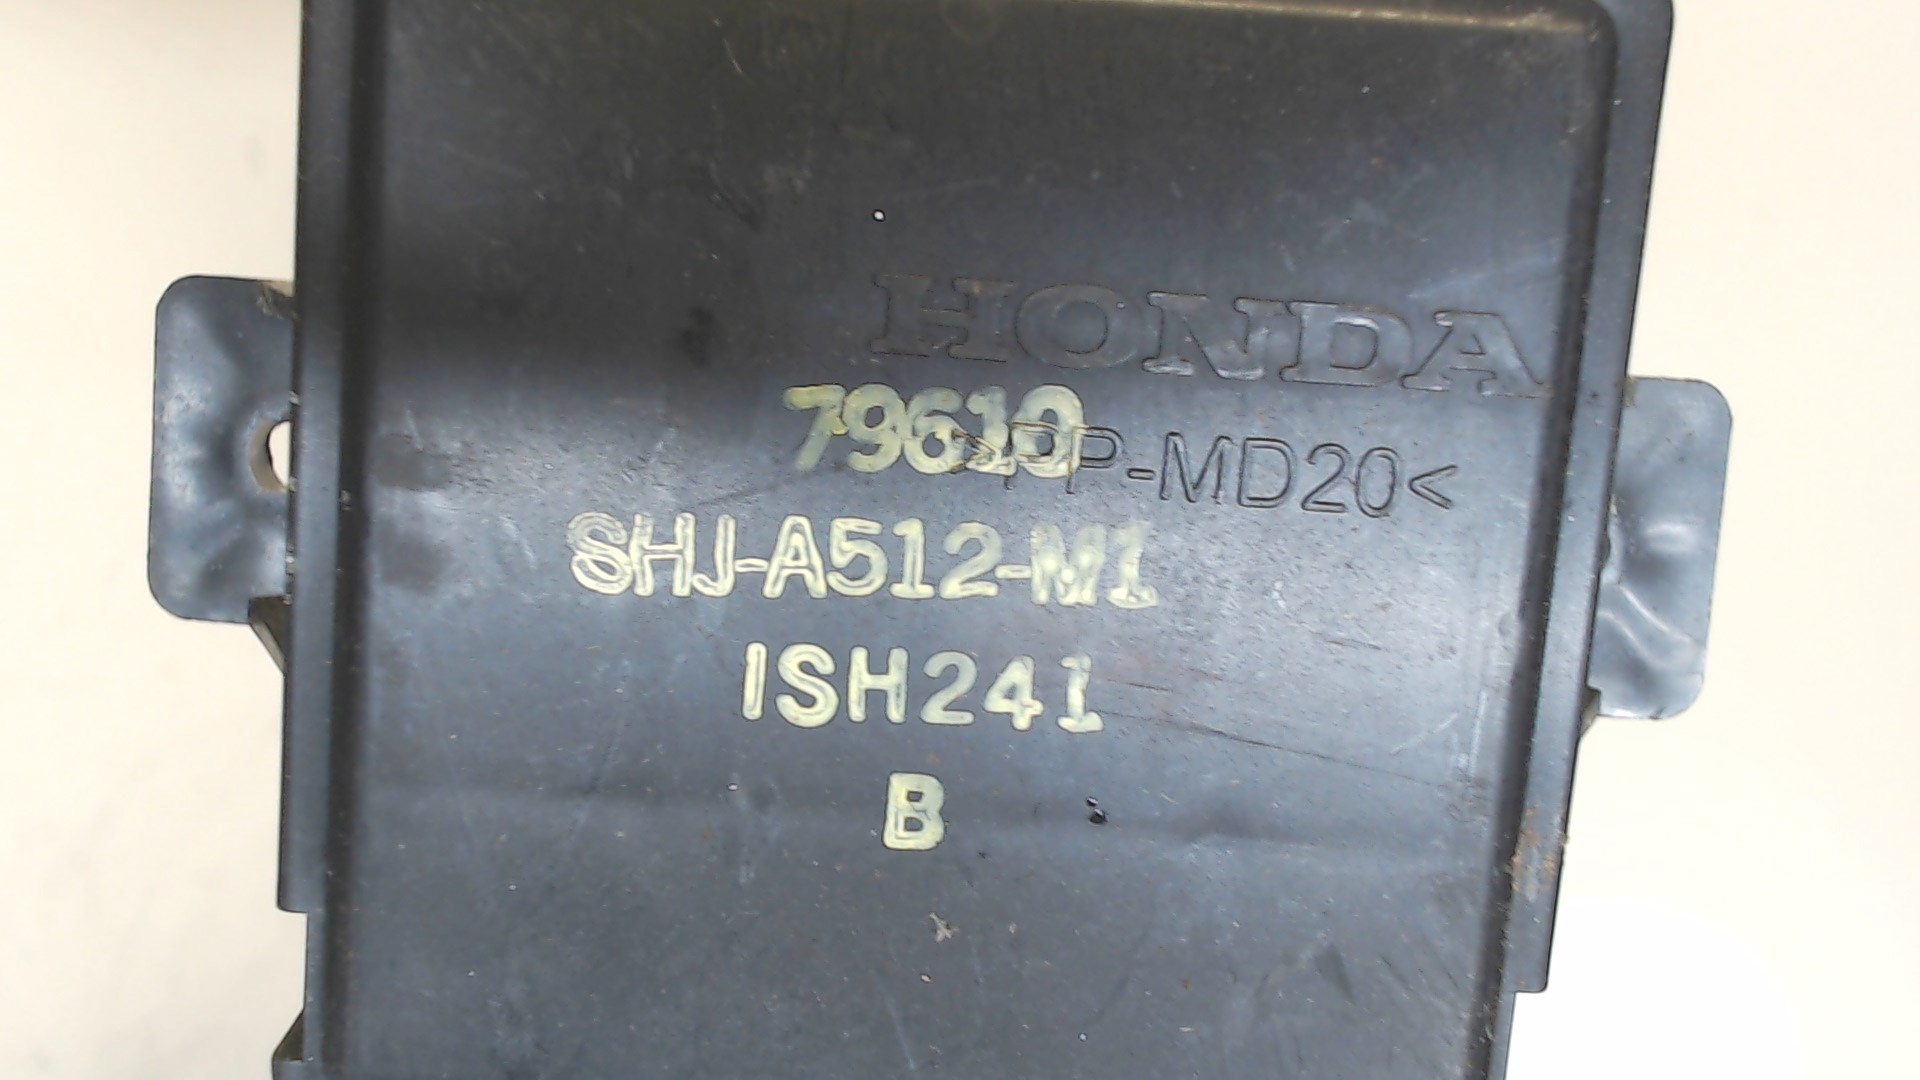 HONDA
79610
>PP-MD20<
SHJ-A512-M1
ISH241
B